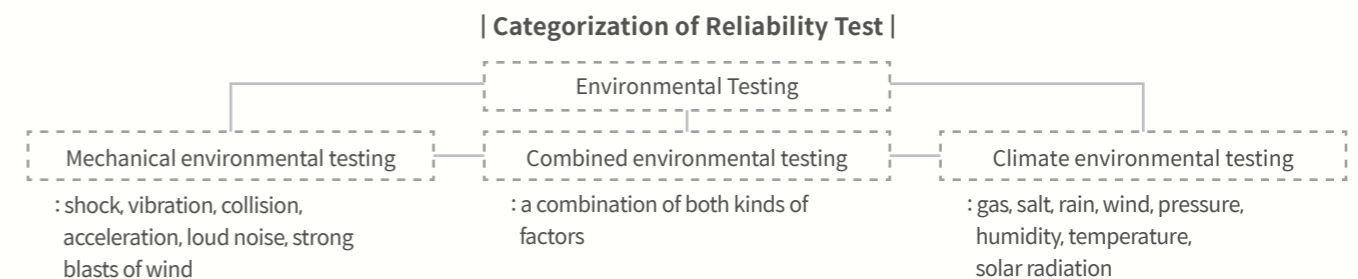 | Categorization of Reliability Test |
Environmental Testing
Mechanical environmental testing
: shock, vibration, collision,
acceleration, loud noise, strong
blasts of wind
Combined environmental testing
: a combination of both kinds of
factors
Climate environmental testing
: gas, salt, rain, wind, pressure,
humidity, temperature,
solar radiation